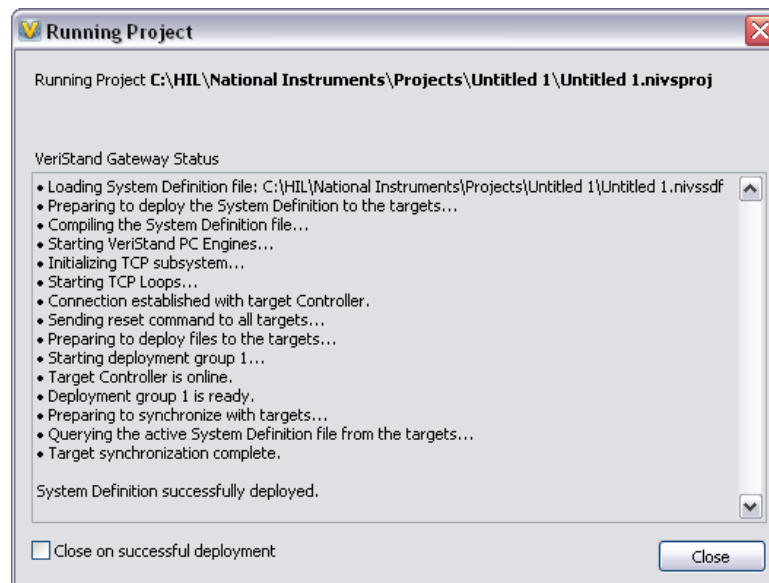 Running Project
Running Project C:\HIL\National Instruments\Projects\Untitled 1\Untitled 1.nivsproj
VeriStand Gateway Status
• Loading System Definition file: C:\HIL\National Instruments\Projects\Untitled 1\Untitled 1.nivssdf
• Preparing to deploy the System Definition to the targets...
• Compiling the System Definition file...
• Starting VeriStand PC Engines...
• Initializing TCP subsystem...
• Starting TCP Loops...
• Connection established with target Controller.
• Sending reset command to all targets...
• Preparing to deploy files to the targets...
• Starting deployment group 1...
• Target Controller is online.
• Deployment group 1 is ready.
• Preparing to synchronize with targets...
• Querying the active System Definition file from the targets...
• Target synchronization complete.
System Definition successfully deployed.
Close on successful deployment
Close